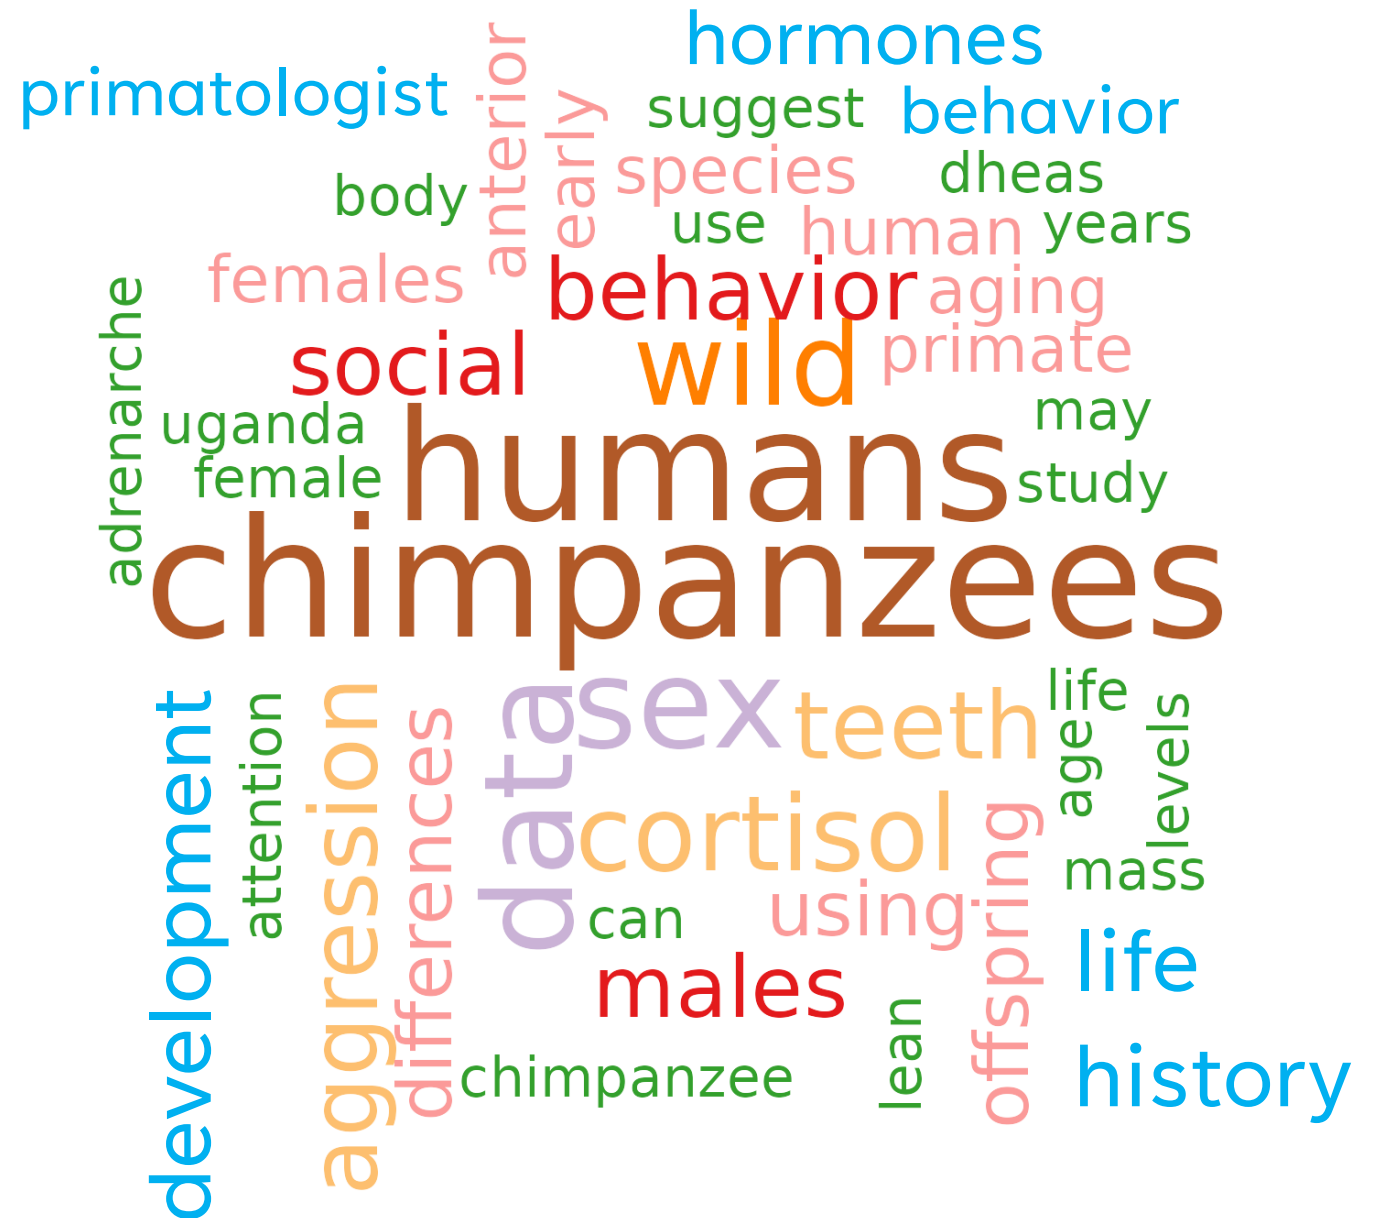 hormones
primatologist
anterior
early
suggest
behavior
species
dheas
body
use
human
years
females
behavior
aging
adrenarche
social
wild
primate
uganda
may
humans
female
study
chimpanzees
development
attention
aggression
differences
data
sex
teeth
life
age
levels
cortisol
mass
can
using
offspring
males
life
lean
chimpanzee
history